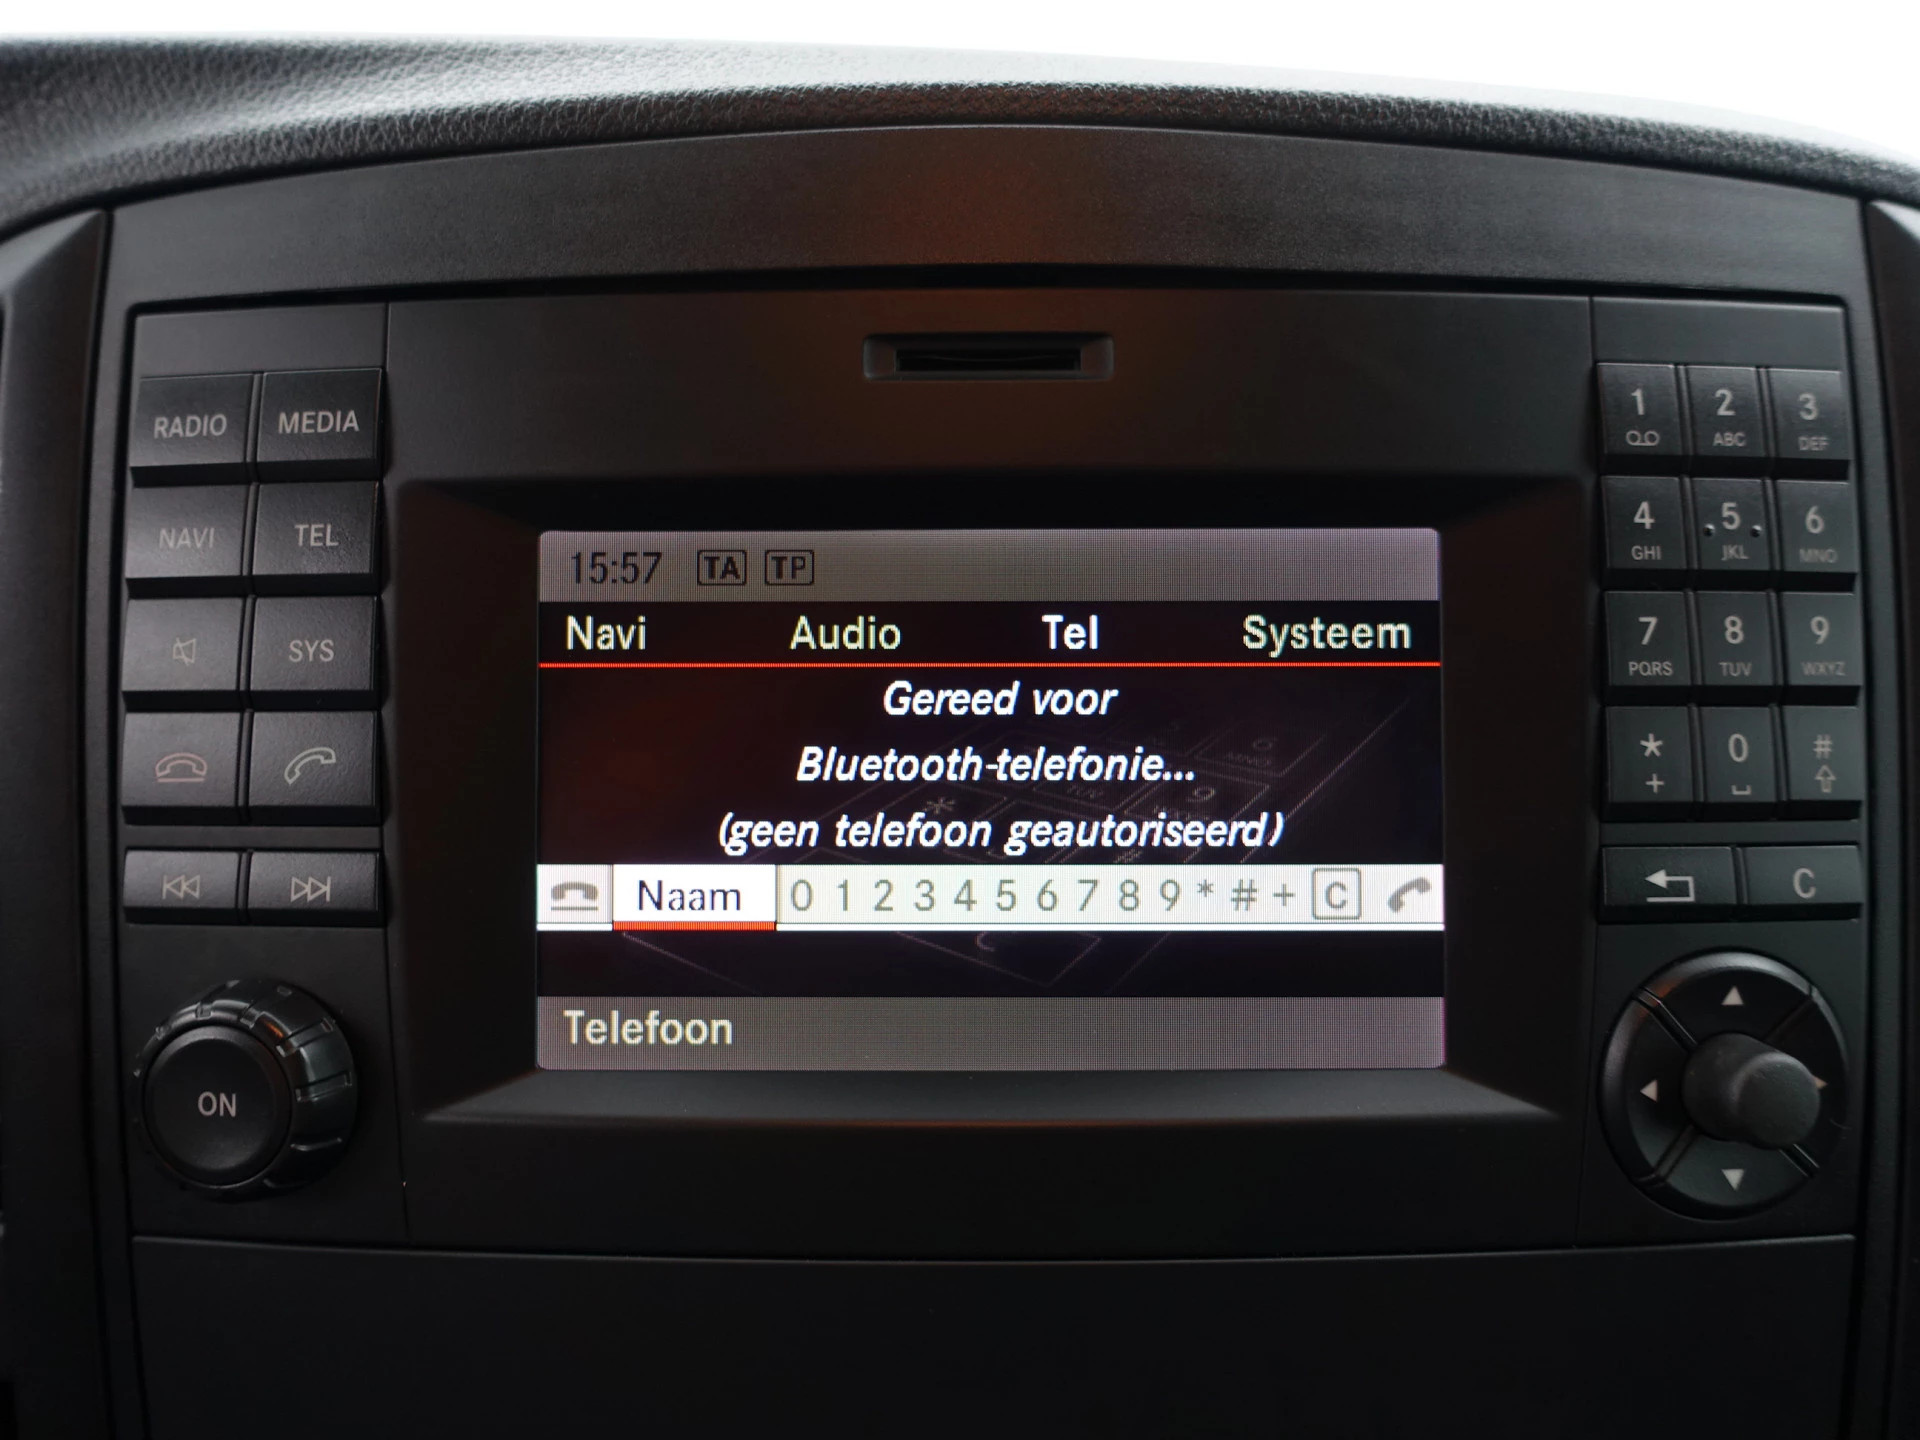 RADIO MEDIA
NAVI TEL
SYS
ON
15:57 TA TP
Navi Audio Tel Systeem
Gereed voor
Bluetooth-telefonie...
(geen telefoon geautoriseerd)
Naam 0 1 2 3 4 5 6 7 8 9 * # + C
Telefoon
1 2 3
ABC DEF
4 5 6
GHI JKL MNO
7 8 9
PQRS TUV WXYZ
* 0 #
+
C